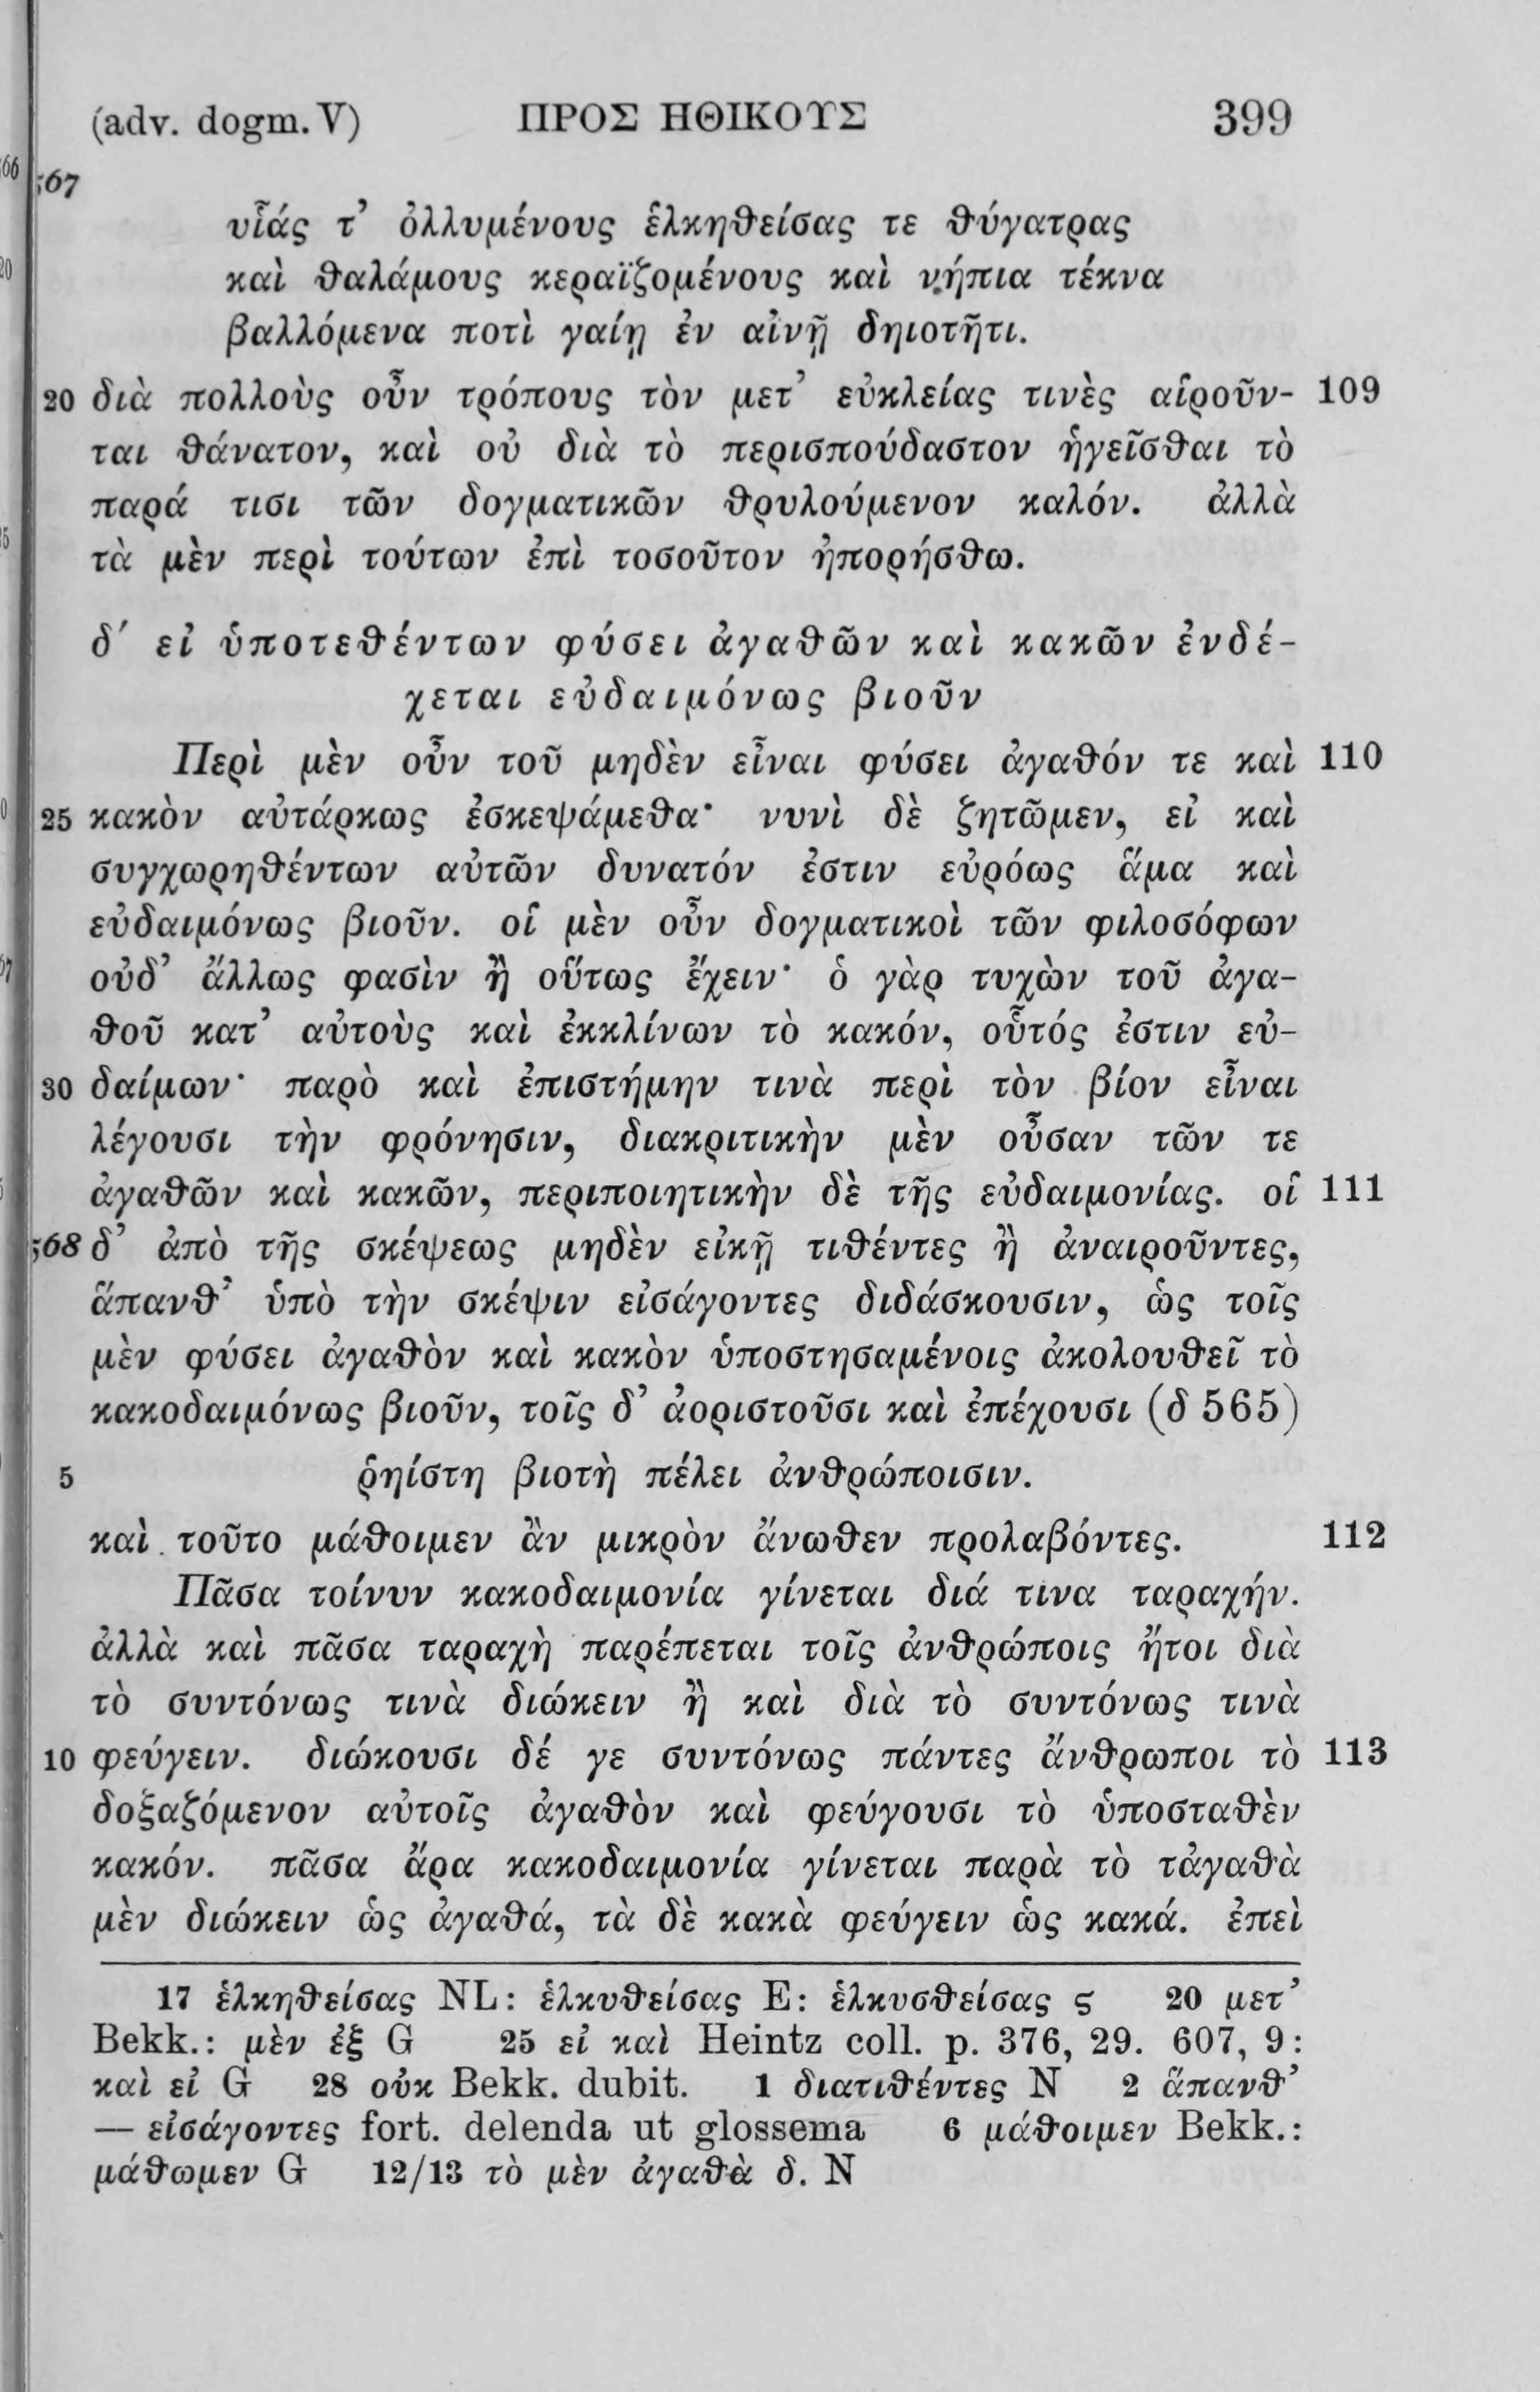 (adv. dogm. V) ΠΡΟΣ ΗΘΙΚΟΥΣ 399
567
υἷάς τ’ ὀλλυμένους ἑλκηθείσας τε θύγατρας
καὶ θαλάμους κεραϊζομένους καὶ νήπια τέκνα
βαλλόμενα ποτὶ γαίῃ ἐν αἰνῇ δηιοτῆτι.
20 διὰ πολλοὺς οὖν τρόπους τὸν μετ’ εὐκλείας τινὲς αἱροῦν- 109
ται θάνατον, καὶ οὐ διὰ τὸ περισπούδαστον ἡγεῖσθαι τὸ
παρά τισι τῶν δογματικῶν θρυλούμενον καλόν. ἀλλὰ
τὰ μὲν περὶ τούτων ἐπὶ τοσοῦτον ἠπορήσθω.
δ′ εἰ ὑποτεθέντων φύσει ἀγαθῶν καὶ κακῶν ἐνδέ-
χεται εὐδαιμόνως βιοῦν
Περὶ μὲν οὖν τοῦ μηδὲν εἶναι φύσει ἀγαθόν τε καὶ 110
25 κακὸν αὐτάρκως ἐσκεψάμεθα· νυνὶ δὲ ζητῶμεν, εἰ καὶ
συγχωρηθέντων αὐτῶν δυνατόν ἐστιν εὐρόως ἅμα καὶ
εὐδαιμόνως βιοῦν. οἱ μὲν οὖν δογματικοὶ τῶν φιλοσόφων
οὐδ’ ἄλλως φασὶν ἢ οὕτως ἔχειν· ὁ γὰρ τυχὼν τοῦ ἀγα-
θοῦ κατ’ αὐτοὺς καὶ ἐκκλίνων τὸ κακόν, οὗτός ἐστιν εὐ-
30 δαίμων· παρὸ καὶ ἐπιστήμην τινὰ περὶ τὸν βίον εἶναι
λέγουσι τὴν φρόνησιν, διακριτικὴν μὲν οὖσαν τῶν τε
ἀγαθῶν καὶ κακῶν, περιποιητικὴν δὲ τῆς εὐδαιμονίας. οἱ 111
568 δ’ ἀπὸ τῆς σκέψεως μηδὲν εἰκῇ τιθέντες ἢ ἀναιροῦντες,
ἅπανθ’ ὑπὸ τὴν σκέψιν εἰσάγοντες διδάσκουσιν, ὡς τοῖς
μὲν φύσει ἀγαθὸν καὶ κακὸν ὑποστησαμένοις ἀκολουθεῖ τὸ
κακοδαιμόνως βιοῦν, τοῖς δ’ ἀοριστοῦσι καὶ ἐπέχουσι (δ 565)
5 ῥηίστη βιοτὴ πέλει ἀνθρώποισιν.
καὶ τοῦτο μάθοιμεν ἂν μικρὸν ἄνωθεν προλαβόντες. 112
Πᾶσα τοίνυν κακοδαιμονία γίνεται διά τινα ταραχήν.
ἀλλὰ καὶ πᾶσα ταραχὴ παρέπεται τοῖς ἀνθρώποις ἤτοι διὰ
τὸ συντόνως τινὰ διώκειν ἢ καὶ διὰ τὸ συντόνως τινὰ
10 φεύγειν. διώκουσι δέ γε συντόνως πάντες ἄνθρωποι τὸ 113
δοξαζόμενον αὐτοῖς ἀγαθὸν καὶ φεύγουσι τὸ ὑποσταθὲν
κακόν. πᾶσα ἄρα κακοδαιμονία γίνεται παρὰ τὸ τἀγαθὰ
μὲν διώκειν ὡς ἀγαθά, τὰ δὲ κακὰ φεύγειν ὡς κακά. ἐπεὶ
17 ἑλκηθείσας NL: ἑλκυθείσας E: ἑλκυσθείσας ς 20 μετ’
Bekk.: μὲν ἐξ G 25 εἰ καὶ Heintz coll. p. 376, 29. 607, 9:
καὶ εἰ G 28 οὐκ Bekk. dubit. 1 διατιθέντες N 2 ἅπανθ’
— εἰσάγοντες fort. delenda ut glossema 6 μάθοιμεν Bekk.:
μάθωμεν G 12/13 τὸ μὲν ἀγαθὰ δ. N